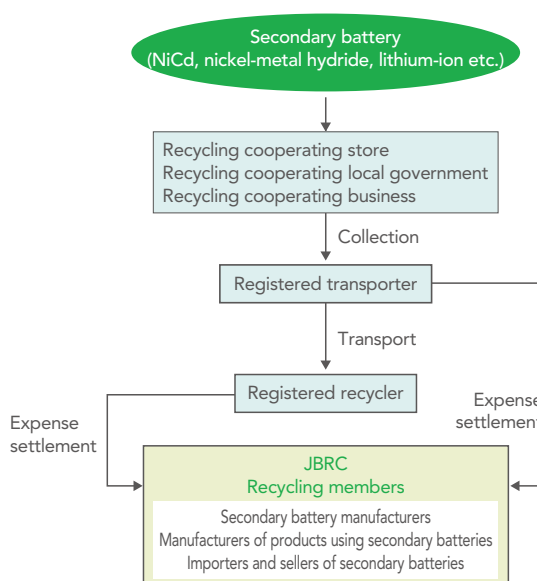 Secondary battery
(NiCd, nickel-metal hydride, lithium-ion etc.)
Recycling cooperating store
Recycling cooperating local government
Recycling cooperating business
Collection
Registered transporter
Transport
Registered recycler
Expense
settlement
Expense
settlement
JBRC
Recycling members
Secondary battery manufacturers
Manufacturers of products using secondary batteries
Importers and sellers of secondary batteries